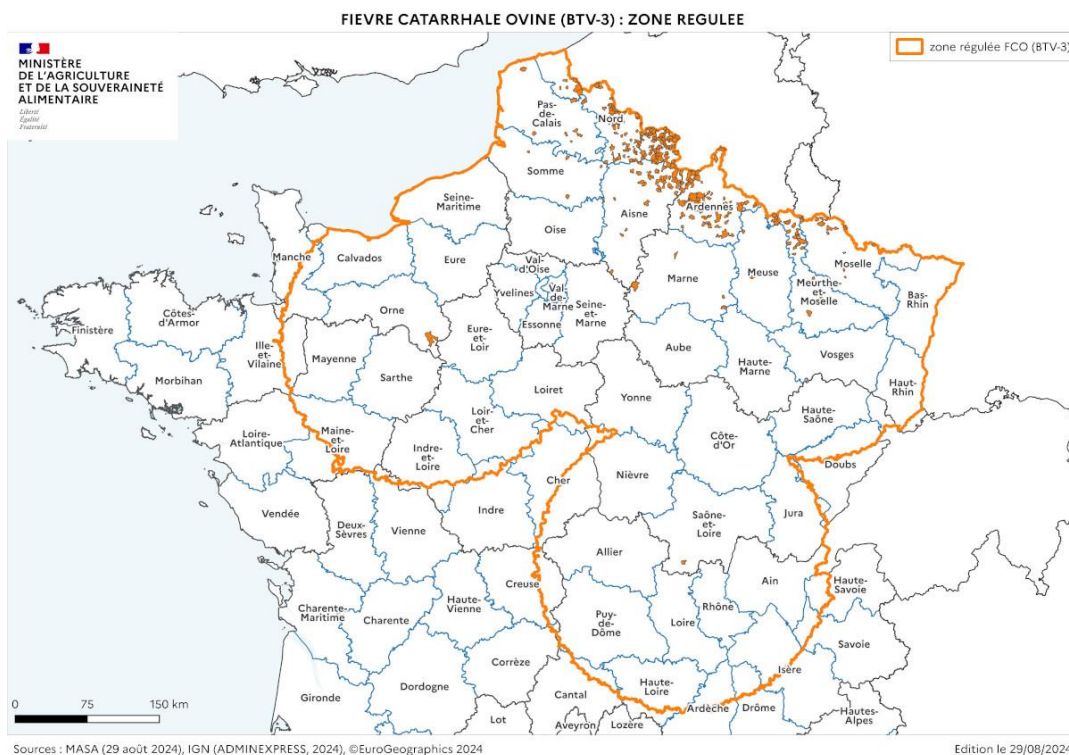 FIEVRE CATARRHALE OVINE (BTV-3) : ZONE REGULEE
MINISTÈRE
DE L'AGRICULTURE
ET DE LA SOUVERAINETÉ
ALIMENTAIRE
Liberté
Égalité
Fraternité
zone régulée FCO (BTV-3)
Pas-
de-
Calais
Nord
Somme
Seine-
Maritime
Aisne
Ardennes
Oise
Manche
Calvados
Eure
Val-
d'Oise
Marne
Meuse
Moselle
Meurthe-
et-
Moselle
Bas-
Rhin
Yvelines
Val-
de-
Marne
Seine-
et-
Marne
Essonne
Finistère
Côtes-
d'Armor
Orne
Eure-
et-
Loir
Ille-
et-
Vilaine
Mayenne
Sarthe
Aube
Haute-
Marne
Vosges
Haut-
Rhin
Morbihan
Loiret
Yonne
Haute-
Saône
Loir-
et-
Cher
Loire-
Atlantique
Maine-
et-
Loire
Indre-
et-
Loire
Côte-
d'Or
Doubs
Cher
Nièvre
Vendée
Deux-
Sèvres
Vienne
Indre
Saône-
et-
Loire
Jura
Allier
Creuse
Ain
Haute-
Savoie
Charente-
Maritime
Charente
Haute-
Vienne
Puy-
de-
Dôme
Loire
Rhône
Savoie
Corrèze
Isère
Haute-
Loire
Gironde
Dordogne
Cantal
Ardèche
Drôme
Lot
Aveyron
Lozère
Hautes-
Alpes
0 75 150 km
Sources : MASA (29 août 2024), IGN (ADMINEXPRESS, 2024), ©EuroGeographics 2024
Edition le 29/08/2024